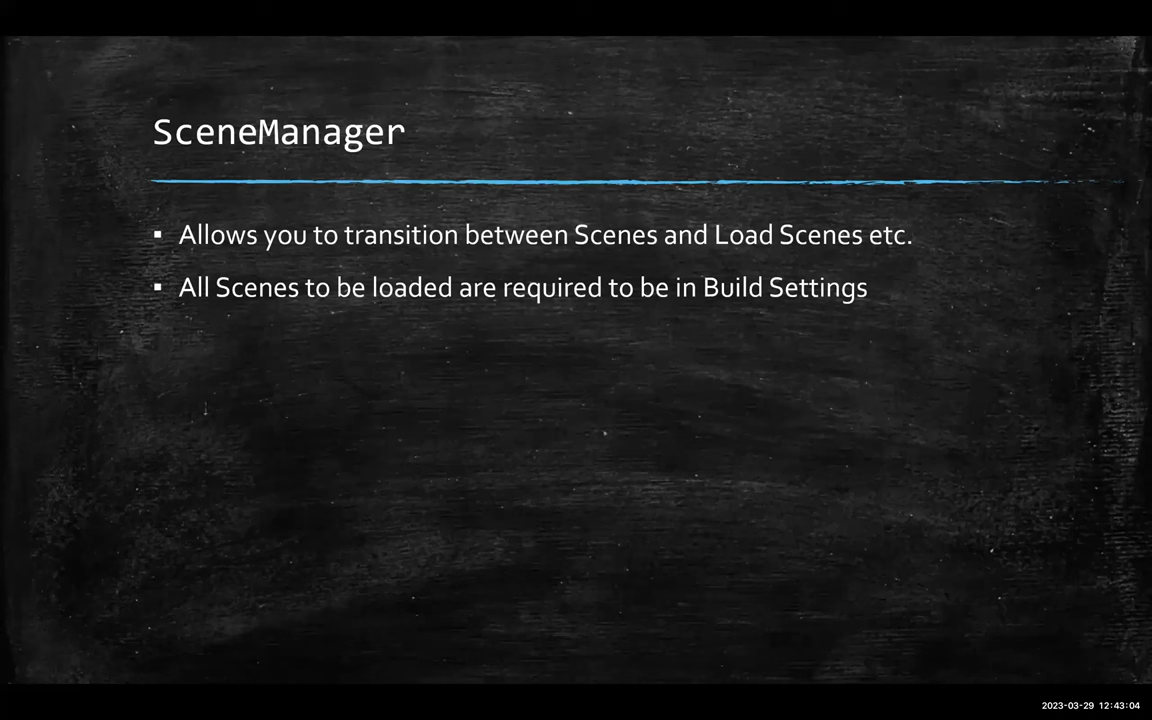 SceneManager
▪ Allows you to transition between Scenes and Load Scenes etc.
▪ All Scenes to be loaded are required to be in Build Settings
2023-03-29 12:43:04